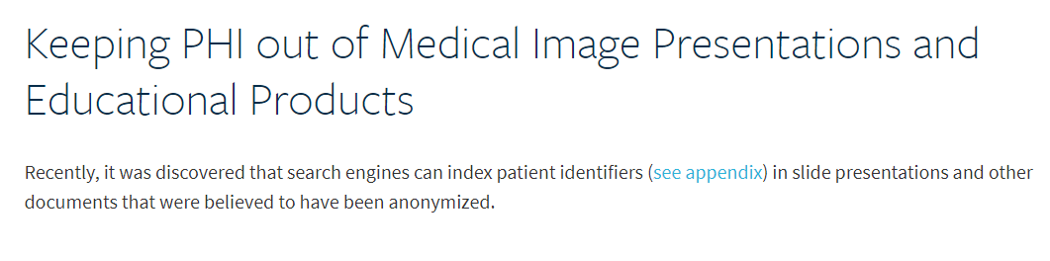 Keeping PHI out of Medical Image Presentations and
Educational Products
Recently, it was discovered that search engines can index patient identifiers (see appendix) in slide presentations and other
documents that were believed to have been anonymized.